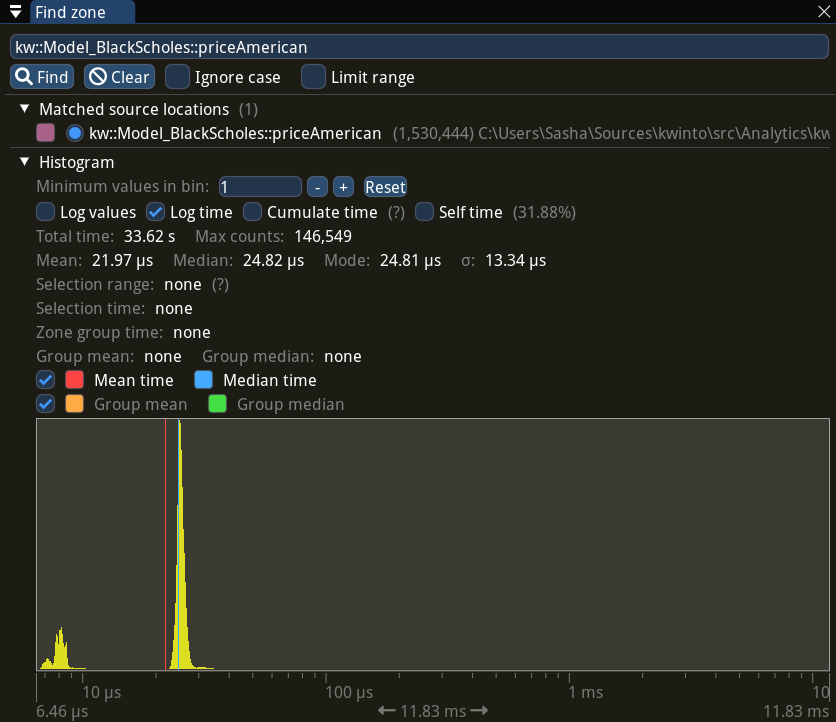 Find zone
kw::Model_BlackScholes::priceAmerican
Find Clear Ignore case Limit range
Matched source locations (1)
kw::Model_BlackScholes::priceAmerican (1,530,444) C:\Users\Sasha\Sources\kwinto\src\Analytics\kw
Histogram
Minimum values in bin: 1 - + Reset
Log values Log time Cumulate time (?) Self time (31.88%)
Total time: 33.62 s Max counts: 146,549
Mean: 21.97 µs Median: 24.82 µs Mode: 24.81 µs σ: 13.34 µs
Selection range: none (?)
Selection time: none
Zone group time: none
Group mean: none Group median: none
Mean time Median time
Group mean Group median
10 µs 100 µs 1 ms 10
6.46 µs 11.83 ms 11.83 ms